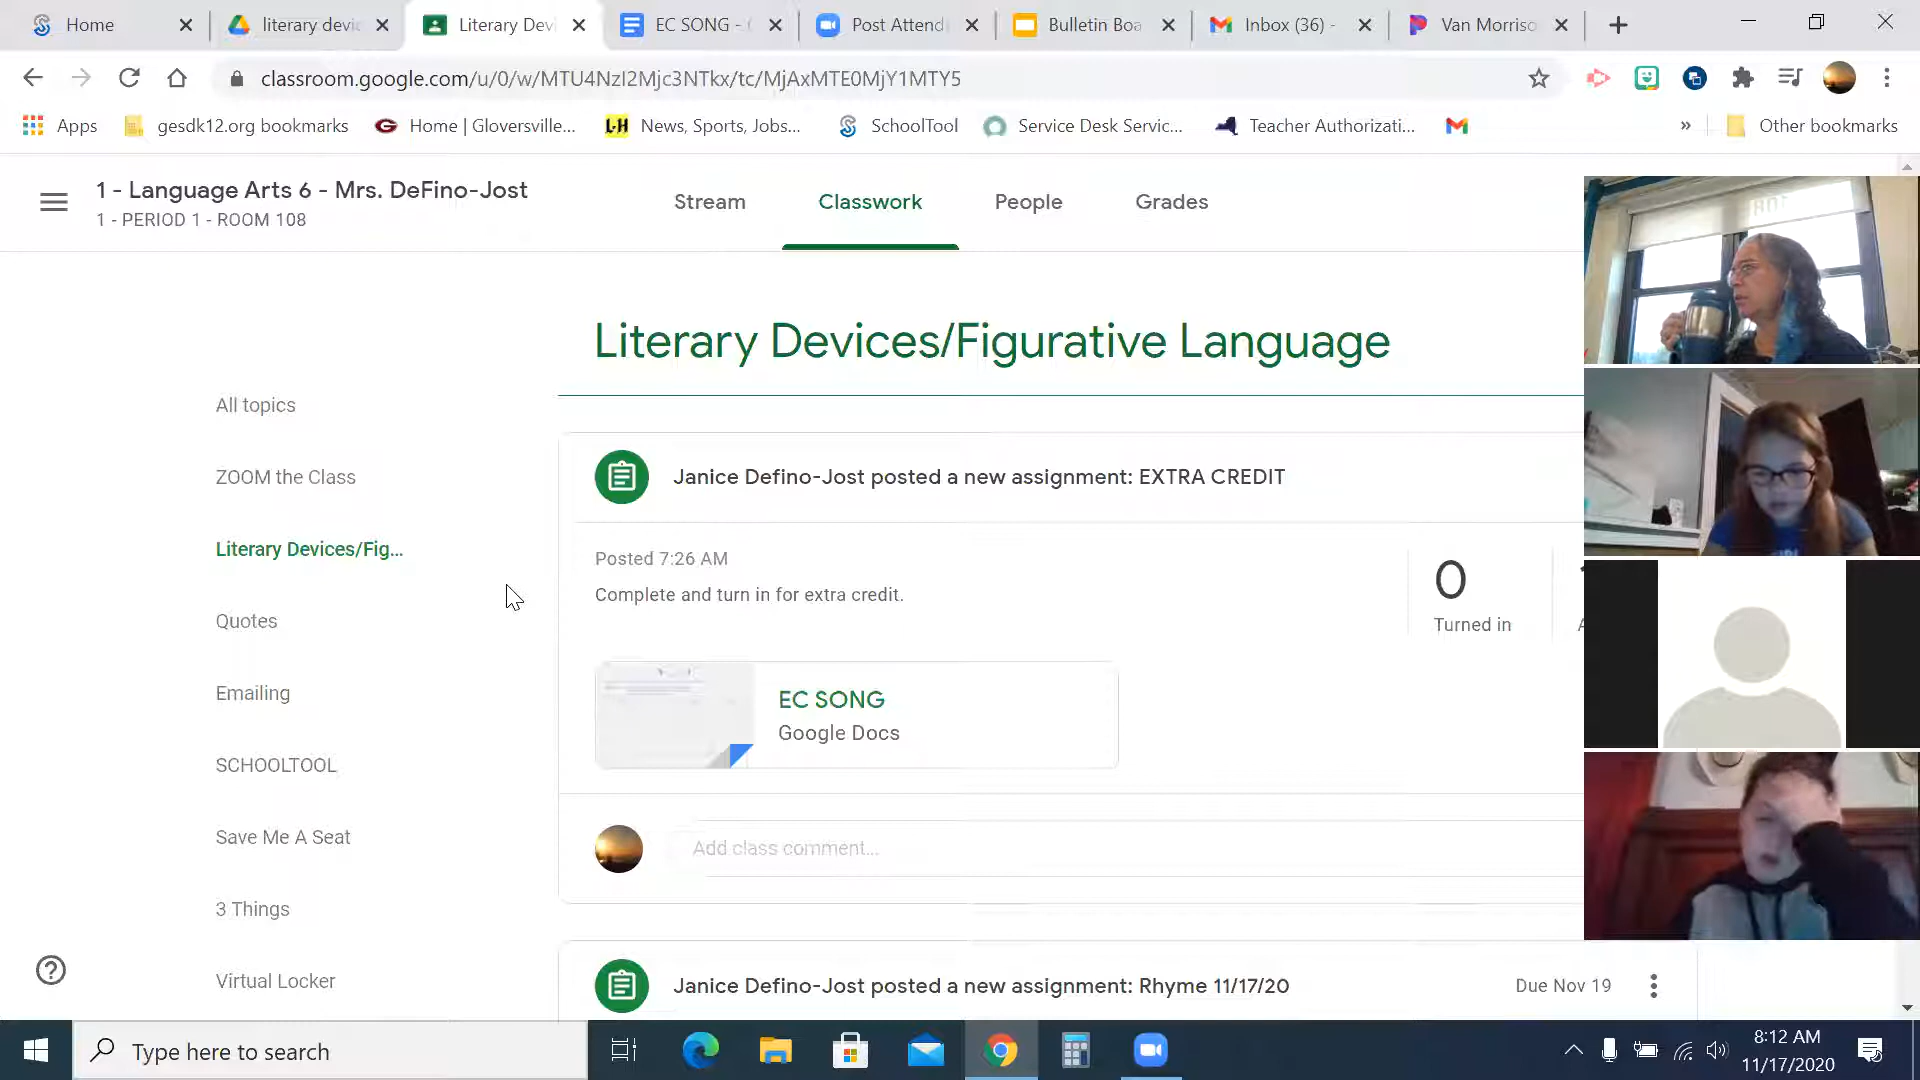 Home
literary devic
Literary Dev
EC SONG -
Post Attend
Bulletin Boa
Inbox (36) -
Van Morriso
classroom.google.com/u/0/w/MTU4NzI2Mjc3NTkx/tc/MjAxMTE0MjY1MTY5
Apps
gesdk12.org bookmarks
Home | Gloversville...
L-H
News, Sports, Jobs...
SchoolTool
Service Desk Servic...
Teacher Authorizati...
»
Other bookmarks
1 - Language Arts 6 - Mrs. DeFino-Jost
1 - PERIOD 1 - ROOM 108
Stream
Classwork
People
Grades
Literary Devices/Figurative Language
All topics
ZOOM the Class
Literary Devices/Fig...
Quotes
Emailing
SCHOOLTOOL
Save Me A Seat
3 Things
Virtual Locker
Janice Defino-Jost posted a new assignment: EXTRA CREDIT
Posted 7:26 AM
Complete and turn in for extra credit.
0
Turned in
EC SONG
Google Docs
Add class comment...
Janice Defino-Jost posted a new assignment: Rhyme 11/17/20
Due Nov 19
Type here to search
8:12 AM
11/17/2020